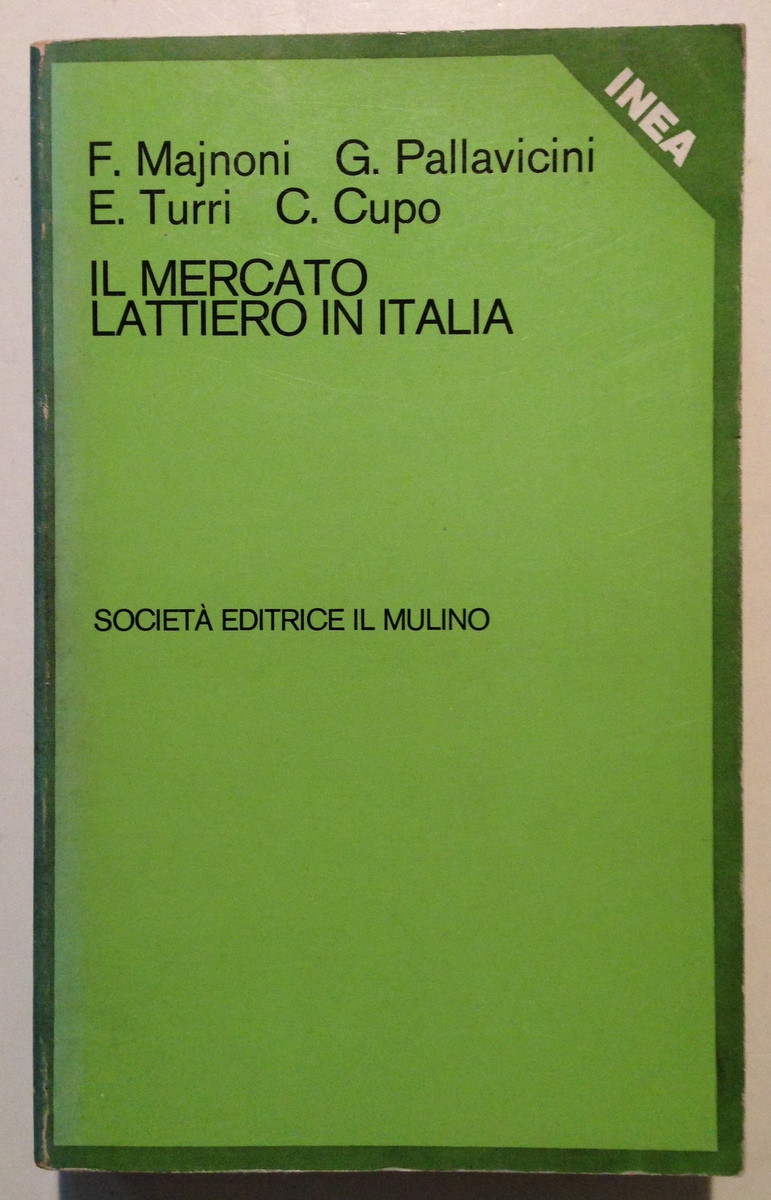 INEA
F. Majnoni G. Pallavicini
E. Turri C. Cupo
IL MERCATO
LATTIERO IN ITALIA
SOCIETÀ EDITRICE IL MULINO